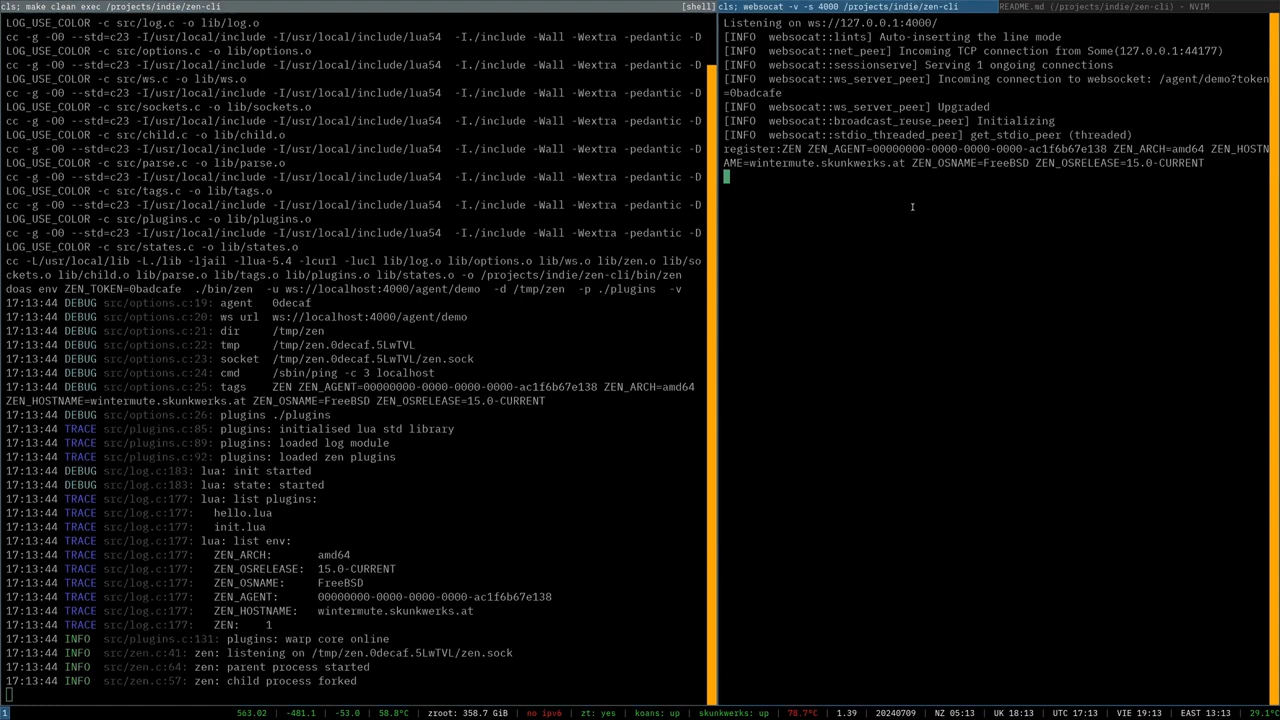 cls; make clean exec /projects/indie/zen-cli [shell]
LOG_USE_COLOR -c src/log.c -o lib/log.o
cc -g -O0 --std=c23 -I/usr/local/include -I/usr/local/include/lua54  -I./include -Wall -Wextra -pedantic -D
LOG_USE_COLOR -c src/options.c -o lib/options.o
cc -g -O0 --std=c23 -I/usr/local/include -I/usr/local/include/lua54  -I./include -Wall -Wextra -pedantic -D
LOG_USE_COLOR -c src/ws.c -o lib/ws.o
cc -g -O0 --std=c23 -I/usr/local/include -I/usr/local/include/lua54  -I./include -Wall -Wextra -pedantic -D
LOG_USE_COLOR -c src/sockets.c -o lib/sockets.o
cc -g -O0 --std=c23 -I/usr/local/include -I/usr/local/include/lua54  -I./include -Wall -Wextra -pedantic -D
LOG_USE_COLOR -c src/child.c -o lib/child.o
cc -g -O0 --std=c23 -I/usr/local/include -I/usr/local/include/lua54  -I./include -Wall -Wextra -pedantic -D
LOG_USE_COLOR -c src/parse.c -o lib/parse.o
cc -g -O0 --std=c23 -I/usr/local/include -I/usr/local/include/lua54  -I./include -Wall -Wextra -pedantic -D
LOG_USE_COLOR -c src/tags.c -o lib/tags.o
cc -g -O0 --std=c23 -I/usr/local/include -I/usr/local/include/lua54  -I./include -Wall -Wextra -pedantic -D
LOG_USE_COLOR -c src/plugins.c -o lib/plugins.o
cc -g -O0 --std=c23 -I/usr/local/include -I/usr/local/include/lua54  -I./include -Wall -Wextra -pedantic -D
LOG_USE_COLOR -c src/states.c -o lib/states.o
cc -L/usr/local/lib -L./lib -ljail -llua-5.4 -lcurl -lucl lib/log.o lib/options.o lib/ws.o lib/zen.o lib/so
ckets.o lib/child.o lib/parse.o lib/tags.o lib/plugins.o lib/states.o -o /projects/indie/zen-cli/bin/zen
doas env ZEN_TOKEN=0badcafe  ./bin/zen  -u ws://localhost:4000/agent/demo  -d /tmp/zen  -p ./plugins  -v
17:13:44 DEBUG src/options.c:19: agent   0decaf
17:13:44 DEBUG src/options.c:20: ws url  ws://localhost:4000/agent/demo
17:13:44 DEBUG src/options.c:21: dir     /tmp/zen
17:13:44 DEBUG src/options.c:22: tmp     /tmp/zen.0decaf.5LwTVL
17:13:44 DEBUG src/options.c:23: socket  /tmp/zen.0decaf.5LwTVL/zen.sock
17:13:44 DEBUG src/options.c:24: cmd     /sbin/ping -c 3 localhost
17:13:44 DEBUG src/options.c:25: tags    ZEN ZEN_AGENT=00000000-0000-0000-0000-ac1f6b67e138 ZEN_ARCH=amd64
ZEN_HOSTNAME=wintermute.skunkwerks.at ZEN_OSNAME=FreeBSD ZEN_OSRELEASE=15.0-CURRENT
17:13:44 DEBUG src/options.c:26: plugins ./plugins
17:13:44 TRACE src/plugins.c:85: plugins: initialised lua std library
17:13:44 TRACE src/plugins.c:89: plugins: loaded log module
17:13:44 TRACE src/plugins.c:92: plugins: loaded zen plugins
17:13:44 DEBUG src/log.c:183: lua: init started
17:13:44 DEBUG src/log.c:183: lua: state: started
17:13:44 TRACE src/log.c:177: lua: list plugins:
17:13:44 TRACE src/log.c:177:   hello.lua
17:13:44 TRACE src/log.c:177:   init.lua
17:13:44 TRACE src/log.c:177: lua: list env:
17:13:44 TRACE src/log.c:177:   ZEN_ARCH:       amd64
17:13:44 TRACE src/log.c:177:   ZEN_OSRELEASE:  15.0-CURRENT
17:13:44 TRACE src/log.c:177:   ZEN_OSNAME:     FreeBSD
17:13:44 TRACE src/log.c:177:   ZEN_AGENT:      00000000-0000-0000-0000-ac1f6b67e138
17:13:44 TRACE src/log.c:177:   ZEN_HOSTNAME:   wintermute.skunkwerks.at
17:13:44 TRACE src/log.c:177:   ZEN:    1
17:13:44 INFO  src/plugins.c:131: plugins: warp core online
17:13:44 INFO  src/zen.c:41: zen: listening on /tmp/zen.0decaf.5LwTVL/zen.sock
17:13:44 INFO  src/zen.c:64: zen: parent process started
17:13:44 INFO  src/zen.c:57: zen: child process forked
cls; websocat -v -s 4000 /projects/indie/zen-cli README.md (/projects/indie/zen-cli) - NVIM
Listening on ws://127.0.0.1:4000/
[INFO  websocat::lints] Auto-inserting the line mode
[INFO  websocat::net_peer] Incoming TCP connection from Some(127.0.0.1:44177)
[INFO  websocat::sessionserve] Serving 1 ongoing connections
[INFO  websocat::ws_server_peer] Incoming connection to websocket: /agent/demo?token
=0badcafe
[INFO  websocat::ws_server_peer] Upgraded
[INFO  websocat::broadcast_reuse_peer] Initializing
[INFO  websocat::stdio_threaded_peer] get_stdio_peer (threaded)
register:ZEN ZEN_AGENT=00000000-0000-0000-0000-ac1f6b67e138 ZEN_ARCH=amd64 ZEN_HOSTN
AME=wintermute.skunkwerks.at ZEN_OSNAME=FreeBSD ZEN_OSRELEASE=15.0-CURRENT
1 563.02 | -481.1 | -53.0 | 58.8°C | zroot: 358.7 GiB | no ipv6 | zt: yes | koans: up | skunkwerks: up | 78.7°C | 1.39 | 20240709 | NZ 05:13 | UK 18:13 | UTC 17:13 | VIE 19:13 | EAST 13:13 | 29.1°